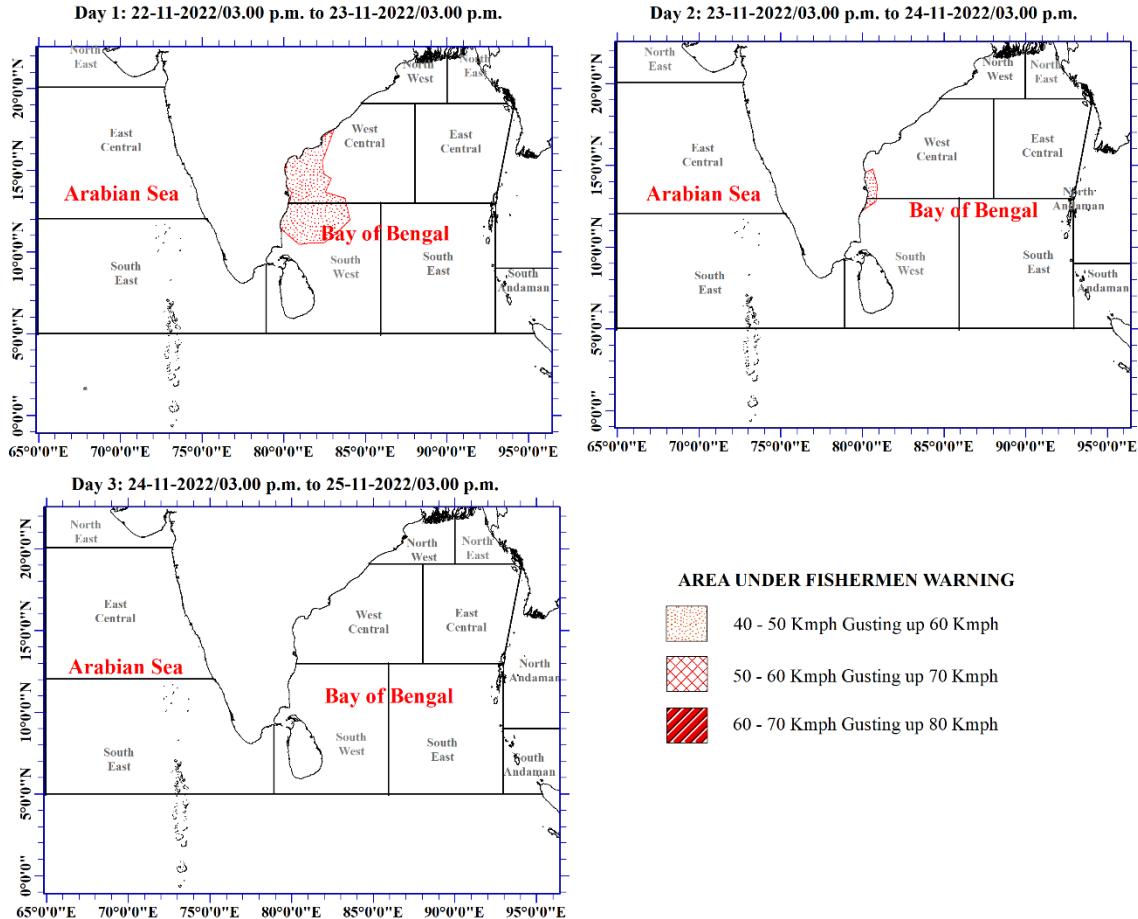 Day 1: 22-11-2022/03.00 p.m. to 23-11-2022/03.00 p.m.
North
East
North
West
North
East
East
Central
West
Central
East
Central
Arabian Sea
Bay of Bengal
South
East
South
West
South
East
South
Andaman
20°0'0"N
15°0'0"N
10°0'0"N
5°0'0"N
0°0'0"
65°0'0"E 70°0'0"E 75°0'0"E 80°0'0"E 85°0'0"E 90°0'0"E 95°0'0"E
Day 2: 23-11-2022/03.00 p.m. to 24-11-2022/03.00 p.m.
North
East
North
West
North
East
East
Central
West
Central
East
Central
Arabian Sea
North
Andaman
Bay of Bengal
South
East
South
West
South
East
South
Andaman
20°0'0"N
15°0'0"N
10°0'0"N
5°0'0"N
0°0'0"
65°0'0"E 70°0'0"E 75°0'0"E 80°0'0"E 85°0'0"E 90°0'0"E 95°0'0"E
Day 3: 24-11-2022/03.00 p.m. to 25-11-2022/03.00 p.m.
North
East
North
West
North
East
East
Central
West
Central
East
Central
Arabian Sea
North
Andaman
Bay of Bengal
South
East
South
West
South
East
South
Andaman
20°0'0"N
15°0'0"N
10°0'0"N
5°0'0"N
0°0'0"
65°0'0"E 70°0'0"E 75°0'0"E 80°0'0"E 85°0'0"E 90°0'0"E 95°0'0"E
AREA UNDER FISHERMEN WARNING
40 - 50 Kmph Gusting up 60 Kmph
50 - 60 Kmph Gusting up 70 Kmph
60 - 70 Kmph Gusting up 80 Kmph